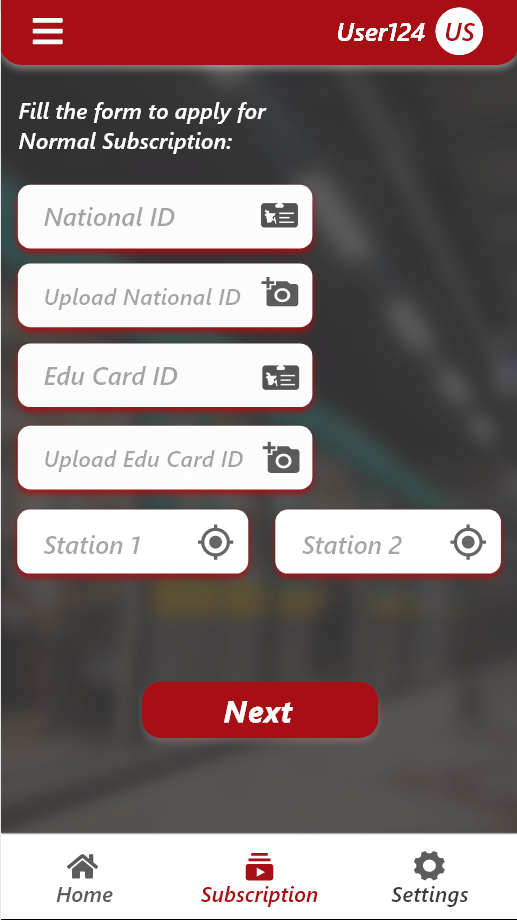 User124 US
Fill the form to apply for
Normal Subscription:
National ID
Upload National ID
Edu Card ID
Upload Edu Card ID
Station 1 Station 2
Next
Home Subscription Settings